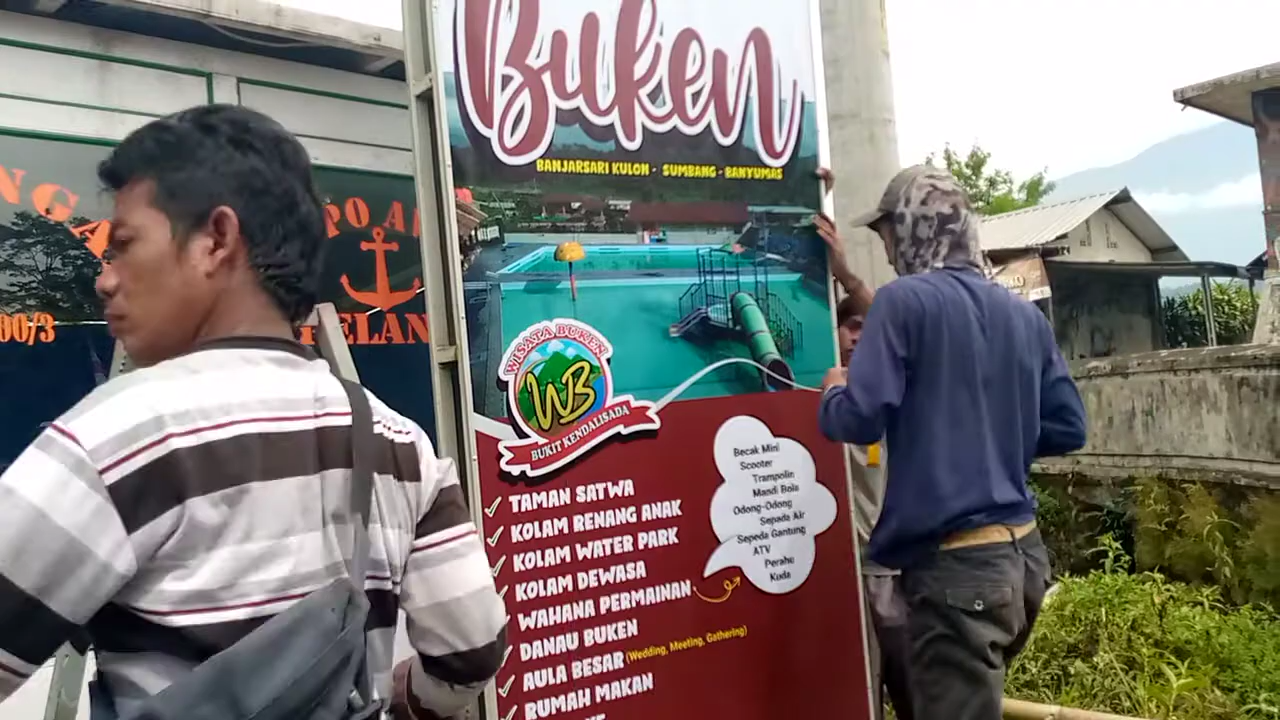 Buken
BANJARSARI KULON - SUMBANG - BANYUMAS
WISATA BUKEN
WB
BUKIT KENDALISADA
TAMAN SATWA
KOLAM RENANG ANAK
KOLAM WATER PARK
KOLAM DEWASA
WAHANA PERMAINAN
DANAU BUKEN
AULA BESAR (Wedding, Meeting, Gathering)
RUMAH MAKAN
Becak Mini
Scooter
Trampolin
Mandi Bola
Odong-Odong
Sepeda Air
Sepeda Gantung
ATV
Perahu
Kuda
00/3